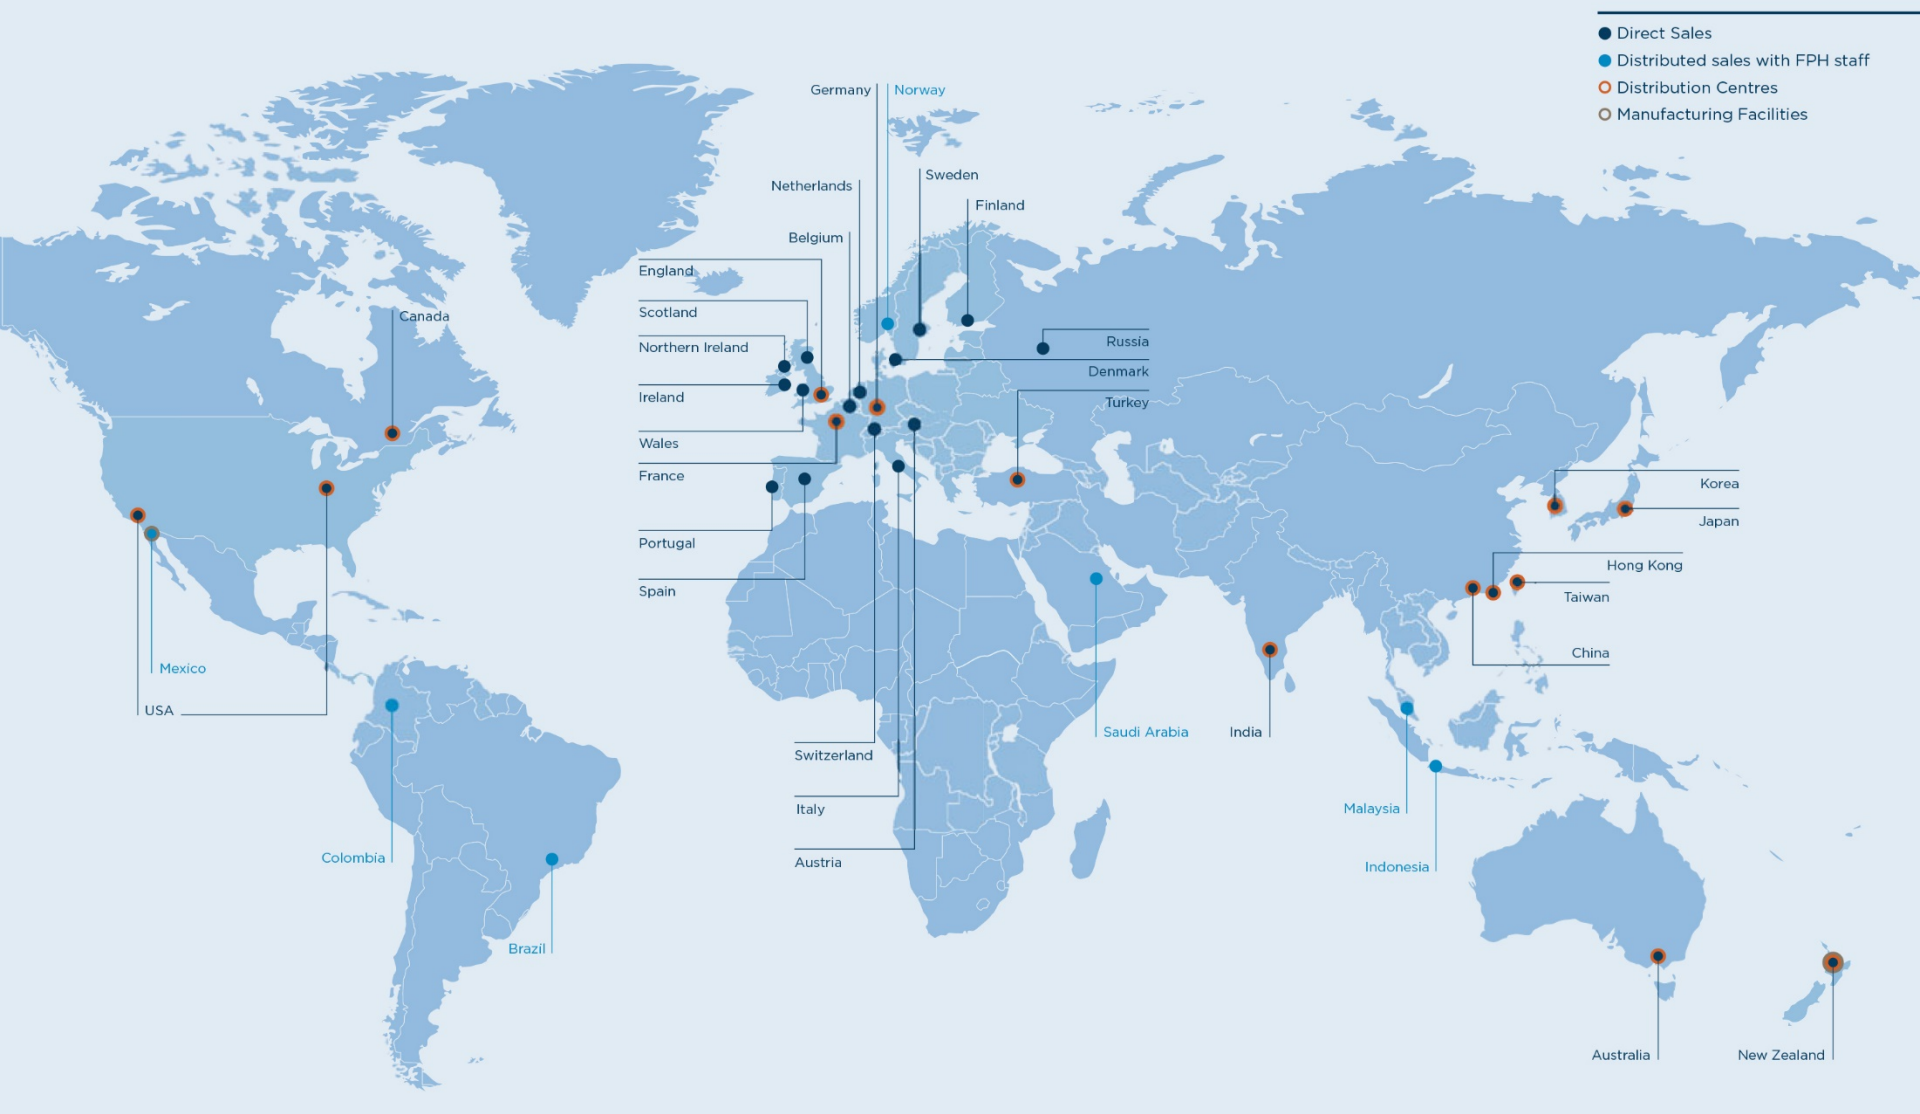 Direct Sales
Distributed sales with FPH staff
Distribution Centres
Manufacturing Facilities
Germany
Norway
Sweden
Netherlands
Finland
Belgium
England
Scotland
Canada
Russia
Northern Ireland
Denmark
Ireland
Turkey
Wales
France
Korea
Japan
Portugal
Hong Kong
Spain
Taiwan
China
Mexico
USA
Saudi Arabia
India
Switzerland
Italy
Malaysia
Colombia
Austria
Indonesia
Brazil
Australia
New Zealand